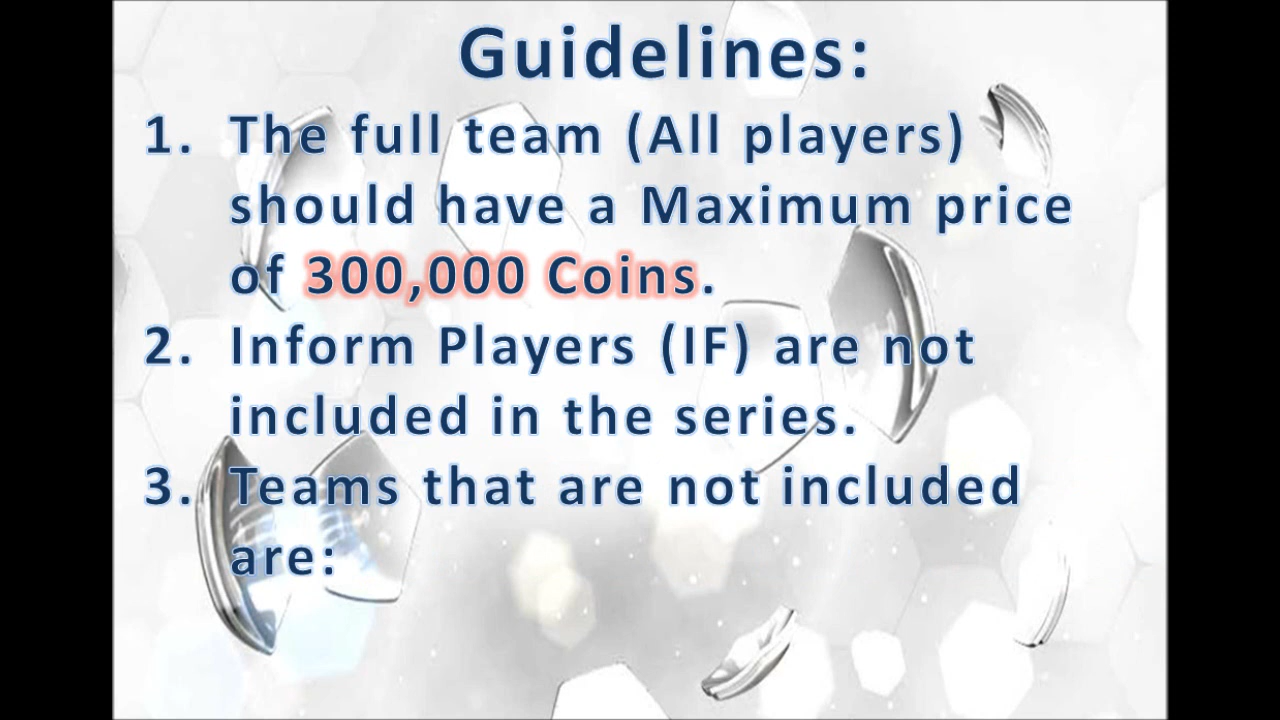 Guidelines:
1. The full team (All players)
should have a Maximum price
of 300,000 Coins.
2. Inform Players (IF) are not
included in the series.
3. Teams that are not included
are: